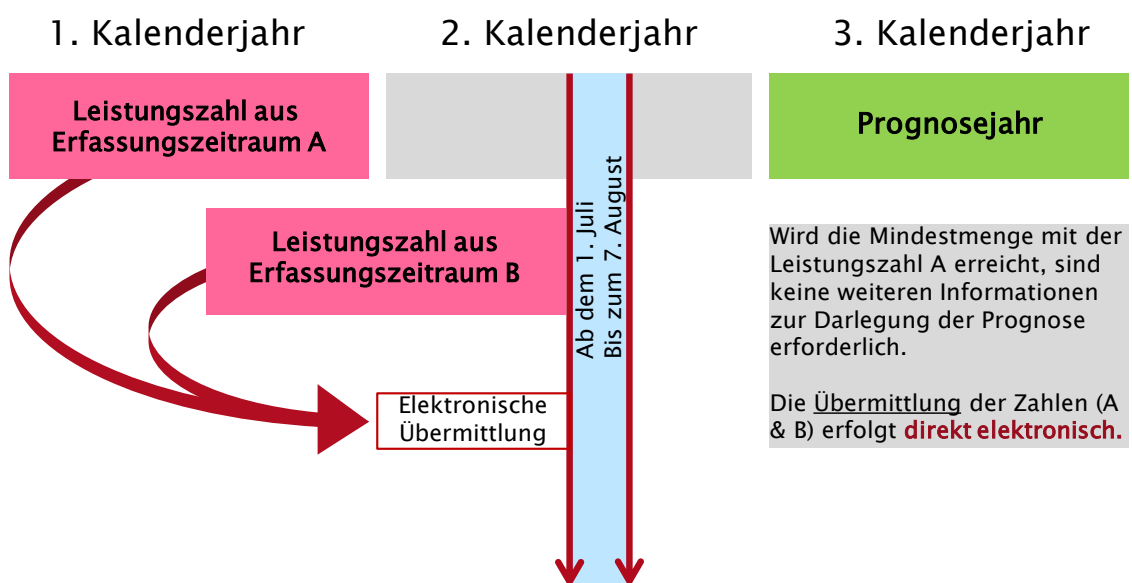 1. Kalenderjahr
2. Kalenderjahr
3. Kalenderjahr
Leistungszahl aus
Erfassungszeitraum A
Prognosejahr
Leistungszahl aus
Erfassungszeitraum B
Ab dem 1. Juli
Bis zum 7. August
Elektronische
Übermittlung
Wird die Mindestmenge mit der
Leistungszahl A erreicht, sind
keine weiteren Informationen
zur Darlegung der Prognose
erforderlich.
Die Übermittlung der Zahlen (A
& B) erfolgt direkt elektronisch.